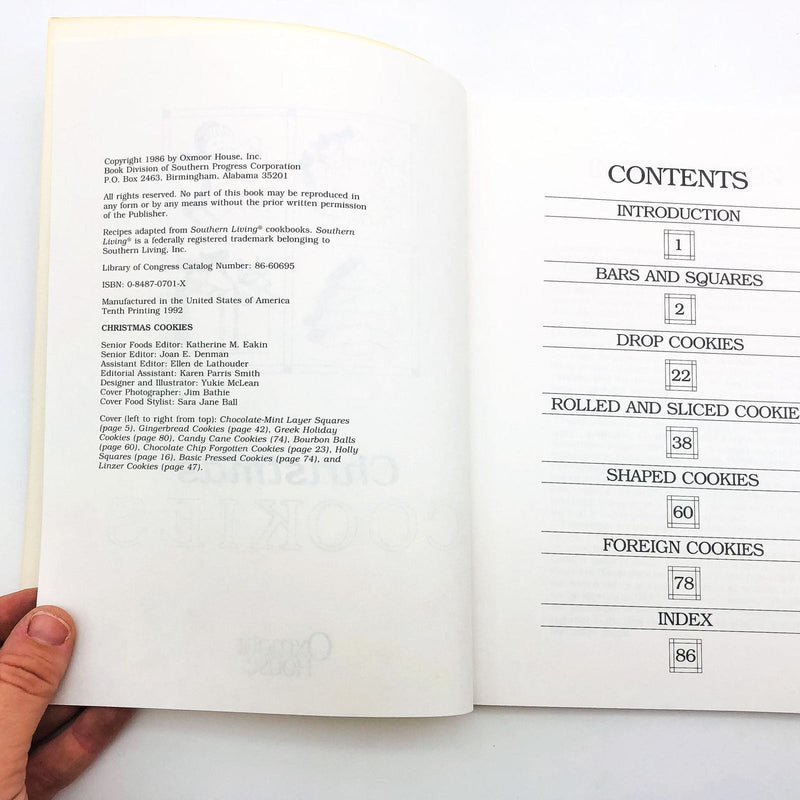 Copyright 1986 by Oxmoor House, Inc.
Book Division of Southern Progress Corporation
P.O. Box 2463, Birmingham, Alabama 35201
All rights reserved. No part of this book may be reproduced in
any form or by any means without the prior written permission
of the Publisher.
Recipes adapted from Southern Living® cookbooks. Southern
Living® is a federally registered trademark belonging to
Southern Living, Inc.
Library of Congress Catalog Number: 86-60695
ISBN: 0-8487-0701-X
Manufactured in the United States of America
Tenth Printing 1992
CHRISTMAS COOKIES
Senior Foods Editor: Katherine M. Eakin
Senior Editor: Joan E. Denman
Assistant Editor: Ellen de Lathouder
Editorial Assistant: Karen Parris Smith
Designer and Illustrator: Yukie McLean
Cover Photographer: Jim Bathie
Cover Food Stylist: Sara Jane Ball
Cover (left to right from top): Chocolate-Mint Layer Squares
(page 5), Gingerbread Cookies (page 42), Greek Holiday
Cookies (page 80), Candy Cane Cookies (74), Bourbon Balls
(page 60), Chocolate Chip Forgotten Cookies (page 23), Holly
Squares (page 16), Basic Pressed Cookies (page 74), and
Linzer Cookies (page 47).
Christmas
COOKIES
Oxmoor
House
CONTENTS
INTRODUCTION
1
BARS AND SQUARES
2
DROP COOKIES
22
ROLLED AND SLICED COOKIE
38
SHAPED COOKIES
60
FOREIGN COOKIES
78
INDEX
86